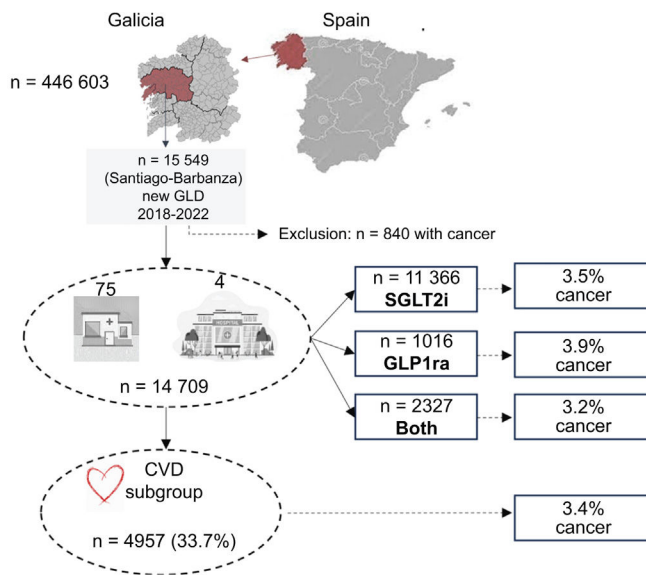 Galicia
Spain
n = 446 603
n = 15 549
(Santiago-Barbanza)
new GLD
2018-2022
Exclusion: n = 840 with cancer
75
4
HOSPITAL
n = 14 709
n = 11 366
SGLT2i
3.5%
cancer
n = 1016
GLP1ra
3.9%
cancer
n = 2327
Both
3.2%
cancer
CVD
subgroup
n = 4957 (33.7%)
3.4%
cancer